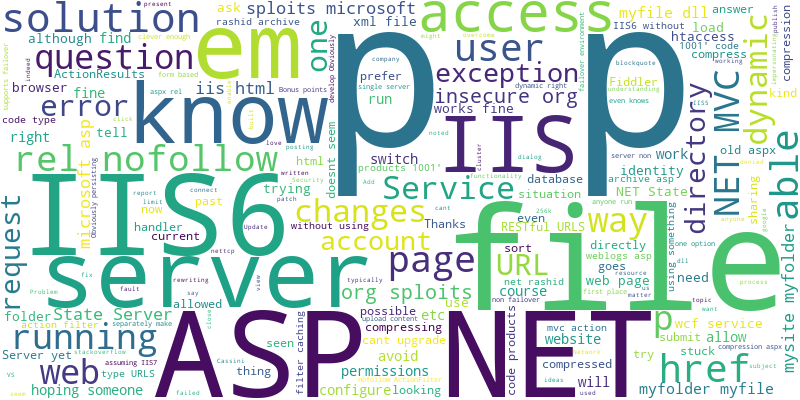 solution
question
although find
ActionResults
browser
error
fine
code type
know
rel nofollow
request
IIS6
server
folder
State Server
running
hoping someone
web
thing
permissions
configure
looking
ASP NET
em
one
iis html
right
tell
trying
handler
current
Service
changes
account
page
org sploits
p p
IIS
file
access
user
exception
insecure org
works fine
run
prefer
switch
products 1001'
database
situation
Thanks
sort
course
web page
URL
way
possible
compressing
etc
use
avoid
seen
need
RESTful URLS
directly
goes
even
identity
work
NET State
server non
dynamic
NET MVC
directory
sploits microsoft
xml file
rashid archive
ask
myfile dll
IIS6 without
load
answer
htaccess
1001' code
compress
compression
kind
Fiddler
old aspx
able
sharing
using something
mysite myfolder
myfolder myfile
href
allow
submit
try
stuck
website
compressed
will
wcf service
cant upgrade
filter caching
code products
mvc action
type URLS
action filter
microsoft asp
Server yet
without using
allowed
doesnt seem
net rashid
weblogs asp
archive asp
now
past
html
posting